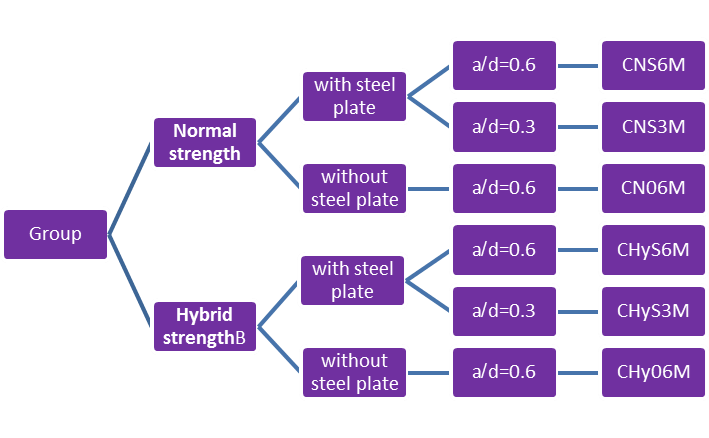 Group
Normal
strength
with steel
plate
a/d=0.6
CNS6M
a/d=0.3
CNS3M
without
steel plate
a/d=0.6
CN06M
Hybrid
strengthB
with steel
plate
a/d=0.6
CHyS6M
a/d=0.3
CHyS3M
without
steel plate
a/d=0.6
CHy06M